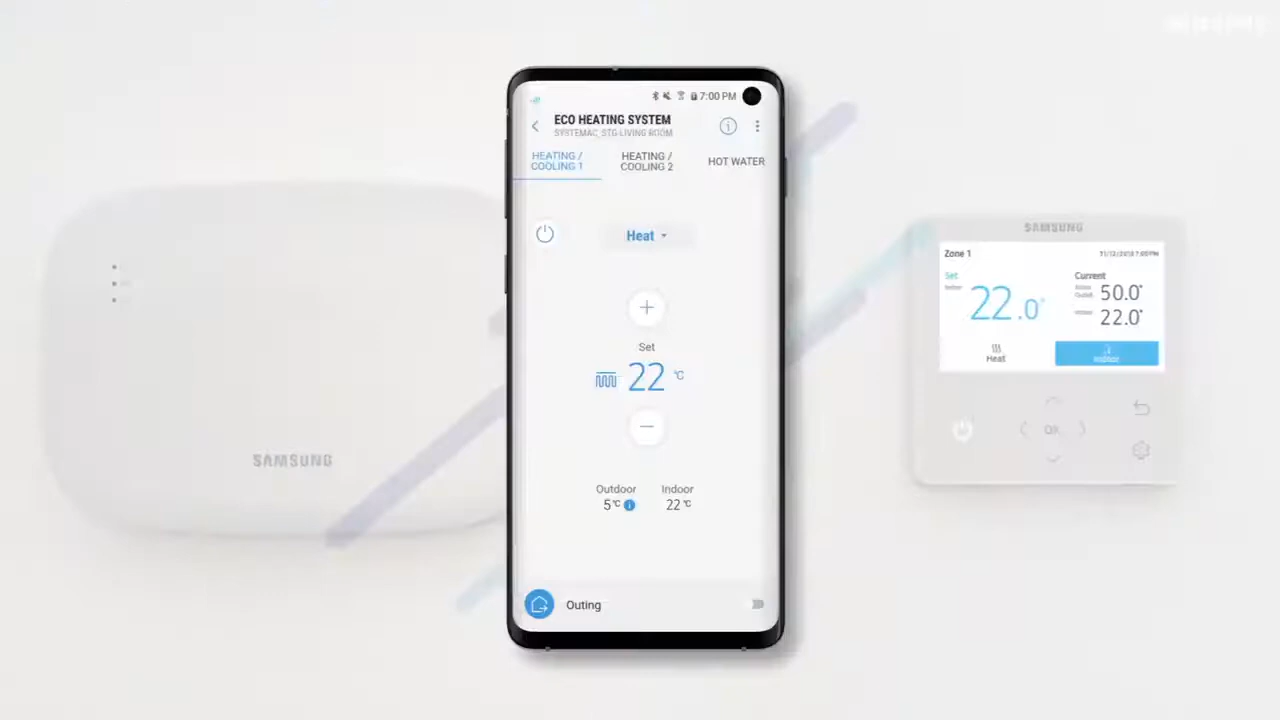 7:00 PM
ECO HEATING SYSTEM
SYSTEMAC_STG-LIVING ROOM
HEATING / COOLING 1
HEATING / COOLING 2
HOT WATER
Heat
Set
22 °C
Outdoor
5 °C
Indoor
22 °C
Outing
SAMSUNG
SAMSUNG
Zone 1
Set
22.0°
Current
50.0°
22.0°
Heat
Indoor
OK